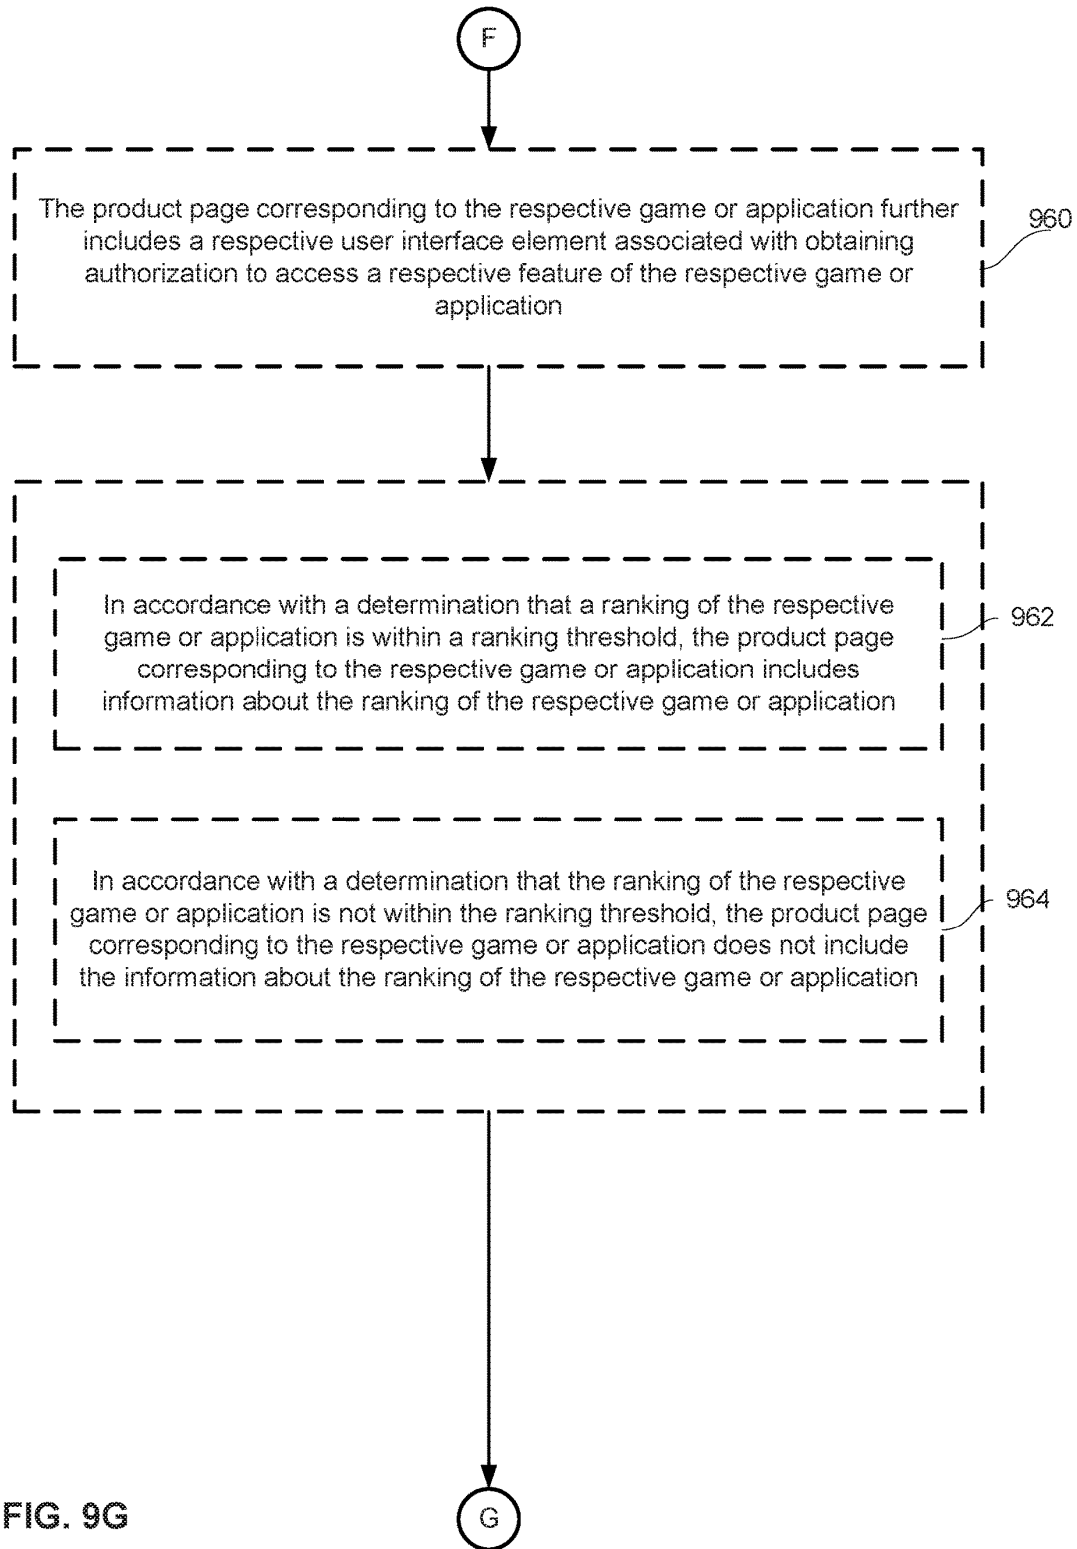 F
The product page corresponding to the respective game or application further
includes a respective user interface element associated with obtaining
authorization to access a respective feature of the respective game or
application
960
In accordance with a determination that a ranking of the respective
game or application is within a ranking threshold, the product page
corresponding to the respective game or application includes
information about the ranking of the respective game or application
962
In accordance with a determination that the ranking of the respective
game or application is not within the ranking threshold, the product page
corresponding to the respective game or application does not include
the information about the ranking of the respective game or application
964
G
FIG. 9G